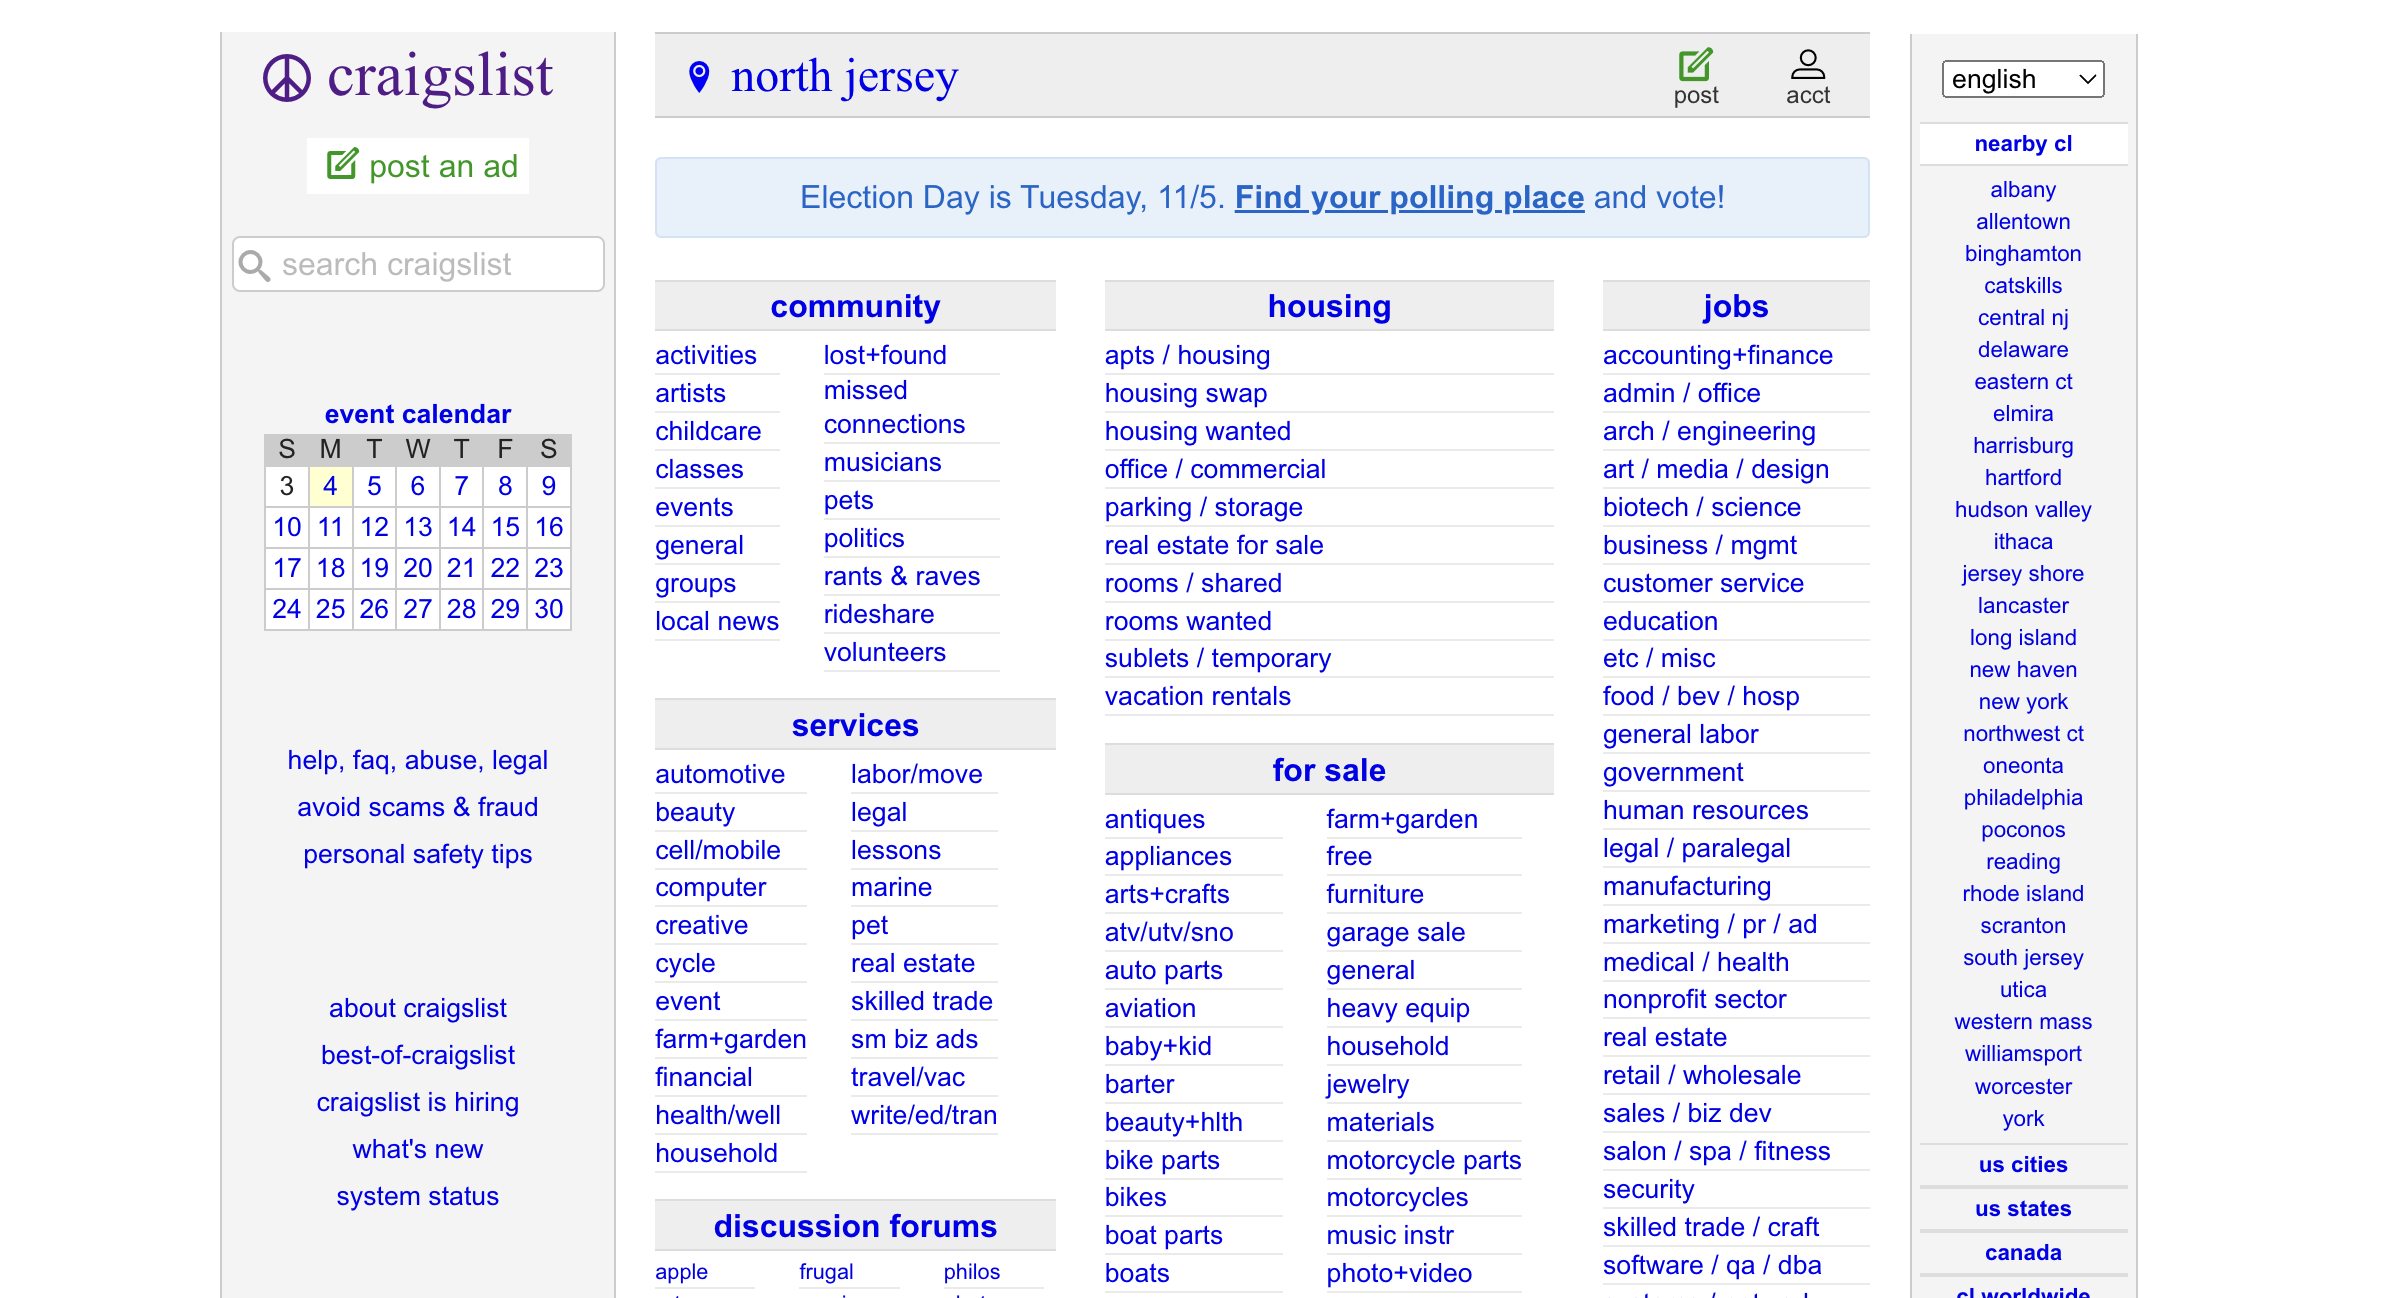 craigslist
post an ad
search craigslist
event calendar
S M T W T F S
3 4 5 6 7 8 9
10 11 12 13 14 15 16
17 18 19 20 21 22 23
24 25 26 27 28 29 30
help, faq, abuse, legal
avoid scams & fraud
personal safety tips
about craigslist
best-of-craigslist
craigslist is hiring
what's new
system status
north jersey
post
acct
Election Day is Tuesday, 11/5. Find your polling place and vote!
community
activities
artists
childcare
classes
events
general
groups
local news
lost+found
missed
connections
musicians
pets
politics
rants & raves
rideshare
volunteers
services
automotive
beauty
cell/mobile
computer
creative
cycle
event
farm+garden
financial
health/well
household
labor/move
legal
lessons
marine
pet
real estate
skilled trade
sm biz ads
travel/vac
write/ed/tran
discussion forums
apple
frugal
philos
housing
apts / housing
housing swap
housing wanted
office / commercial
parking / storage
real estate for sale
rooms / shared
rooms wanted
sublets / temporary
vacation rentals
for sale
antiques
appliances
arts+crafts
atv/utv/sno
auto parts
aviation
baby+kid
barter
beauty+hlth
bike parts
bikes
boat parts
boats
farm+garden
free
furniture
garage sale
general
heavy equip
household
jewelry
materials
motorcycle parts
motorcycles
music instr
photo+video
jobs
accounting+finance
admin / office
arch / engineering
art / media / design
biotech / science
business / mgmt
customer service
education
etc / misc
food / bev / hosp
general labor
government
human resources
legal / paralegal
manufacturing
marketing / pr / ad
medical / health
nonprofit sector
real estate
retail / wholesale
sales / biz dev
salon / spa / fitness
security
skilled trade / craft
software / qa / dba
english
nearby cl
albany
allentown
binghamton
catskills
central nj
delaware
eastern ct
elmira
harrisburg
hartford
hudson valley
ithaca
jersey shore
lancaster
long island
new haven
new york
northwest ct
oneonta
philadelphia
poconos
reading
rhode island
scranton
south jersey
utica
western mass
williamsport
worcester
york
us cities
us states
canada
cl worldwide